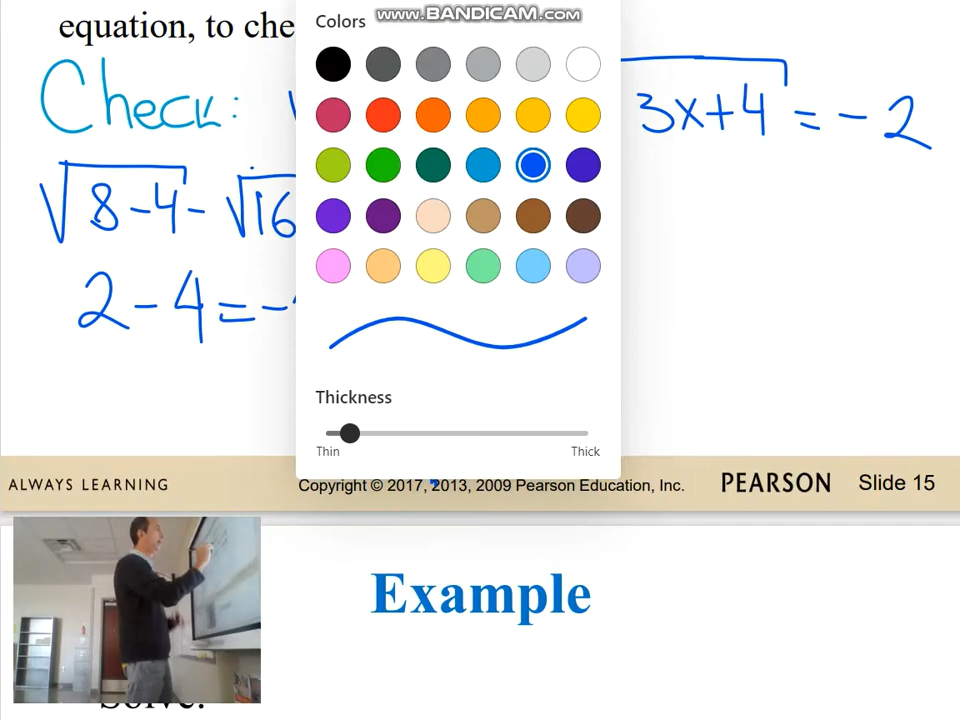 www.BANDICAM.com
equation, to che
Colors
Check: 3x+4 = -2
√8-4 - √16
2 - 4 = -
Thickness
Thin Thick
ALWAYS LEARNING Copyright © 2017, 2013, 2009 Pearson Education, Inc. PEARSON Slide 15
Example
Solve.